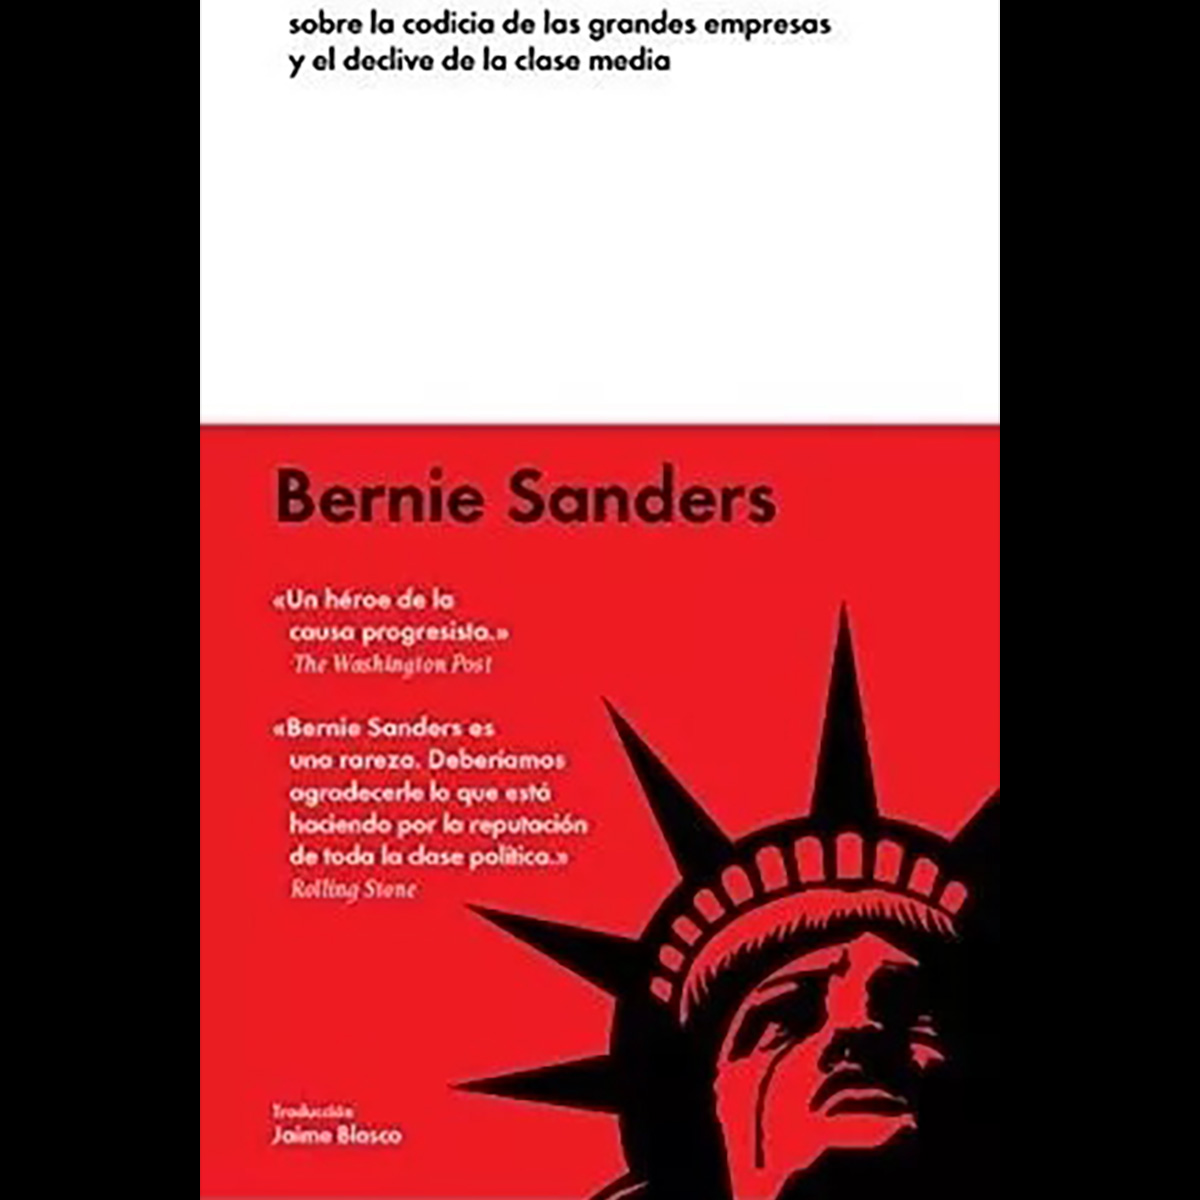 sobre la codicia de las grandes empresas
y el declive de la clase media
Bernie Sanders
«Un héroe de la
causa progresista.»
The Washington Post
«Bernie Sanders es
una rareza. Deberíamos
agradecerle lo que está
haciendo por la reputación
de toda la clase política.»
Rolling Stone
Traducción
Jaime Blasco